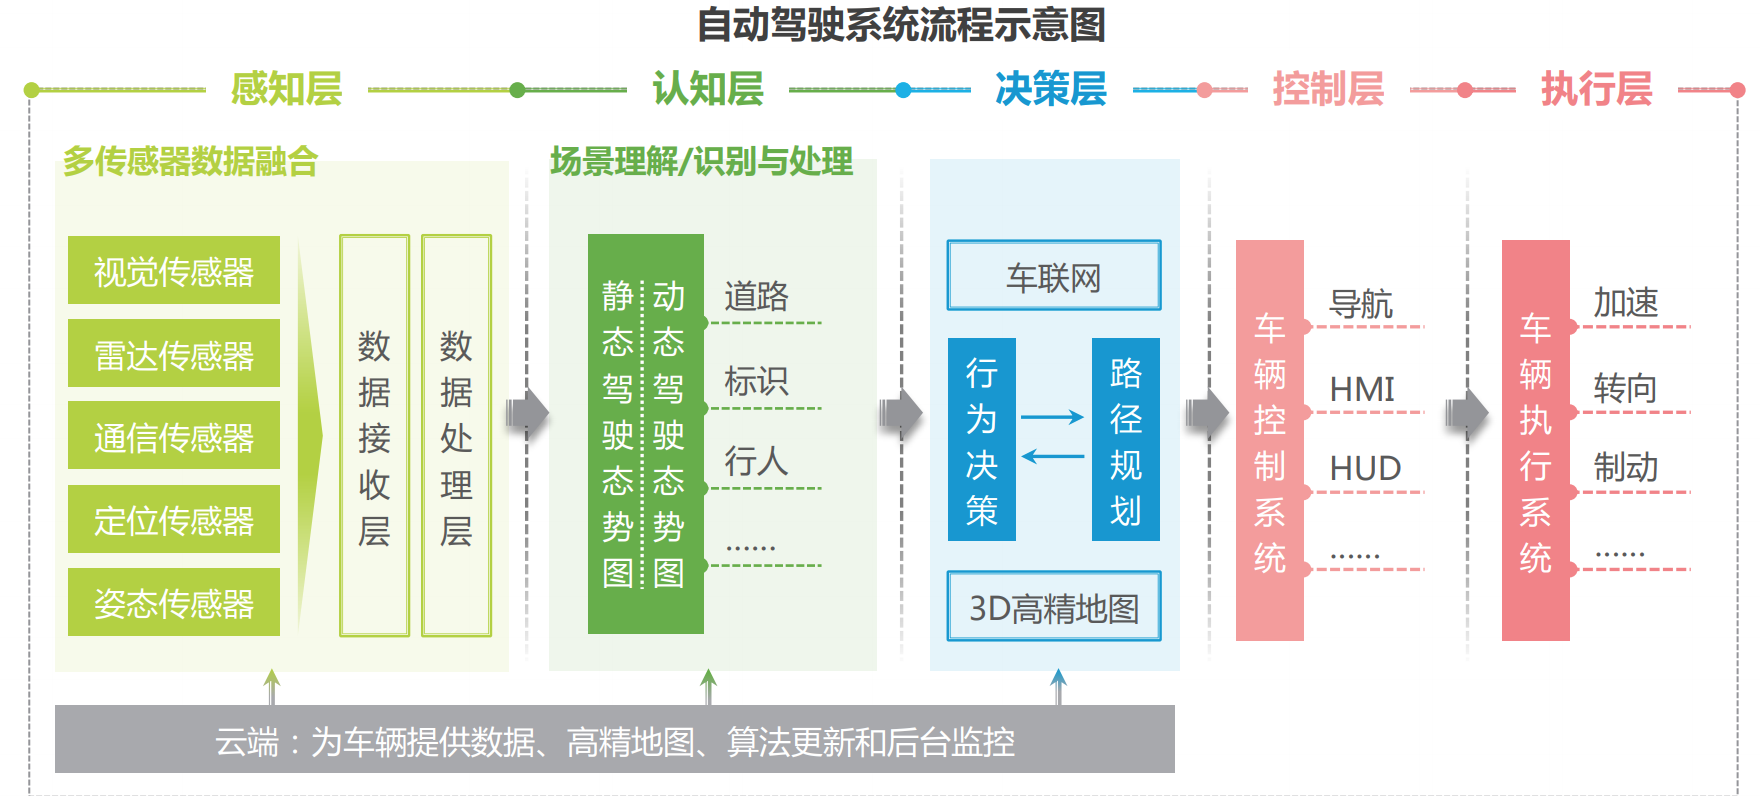 自动驾驶系统流程示意图
感知层
认知层
决策层
控制层
执行层
多传感器数据融合
视觉传感器
雷达传感器
通信传感器
定位传感器
姿态传感器
数据接收层
数据处理层
场景理解/识别与处理
静态驾驶态势图
动态驾驶态势图
道路
标识
行人
......
车联网
行为决策
路径规划
3D高精地图
车辆控制系统
导航
HMI
HUD
......
车辆执行系统
加速
转向
制动
......
云端：为车辆提供数据、高精地图、算法更新和后台监控